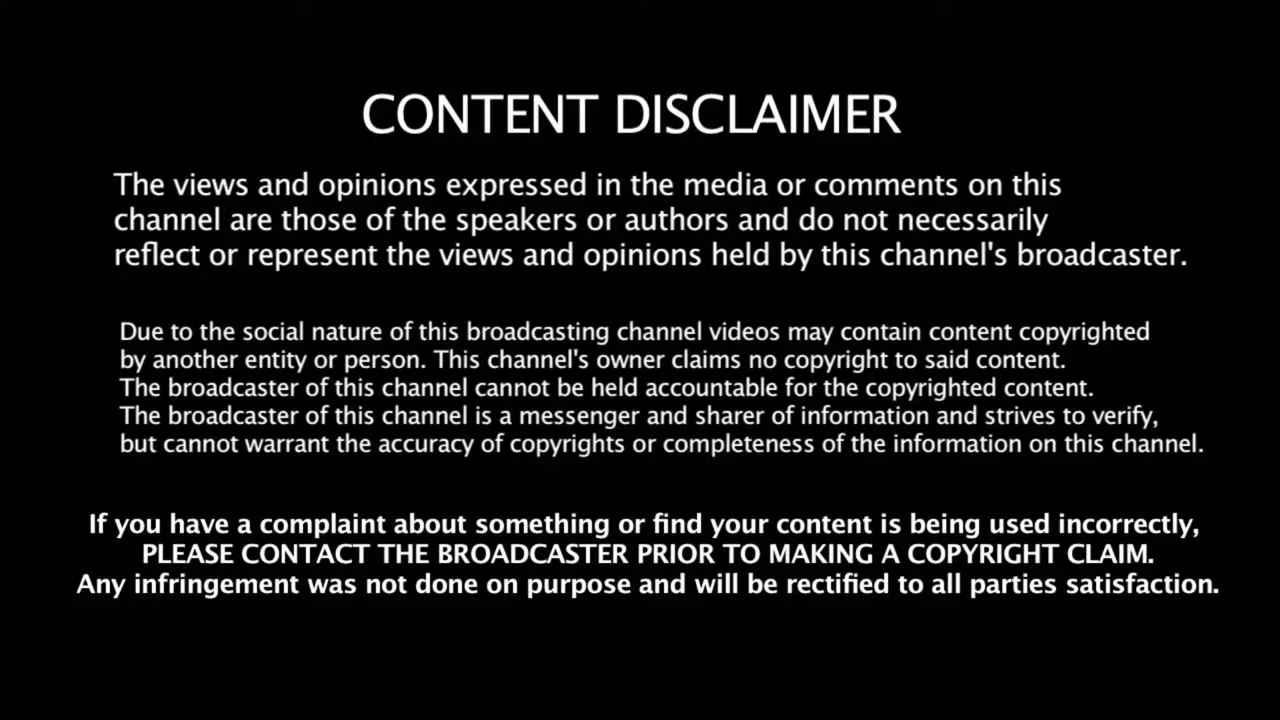 CONTENT DISCLAIMER
The views and opinions expressed in the media or comments on this
channel are those of the speakers or authors and do not necessarily
reflect or represent the views and opinions held by this channel's broadcaster.
Due to the social nature of this broadcasting channel videos may contain content copyrighted
by another entity or person. This channel's owner claims no copyright to said content.
The broadcaster of this channel cannot be held accountable for the copyrighted content.
The broadcaster of this channel is a messenger and sharer of information and strives to verify,
but cannot warrant the accuracy of copyrights or completeness of the information on this channel.
If you have a complaint about something or find your content is being used incorrectly,
PLEASE CONTACT THE BROADCASTER PRIOR TO MAKING A COPYRIGHT CLAIM.
Any infringement was not done on purpose and will be rectified to all parties satisfaction.